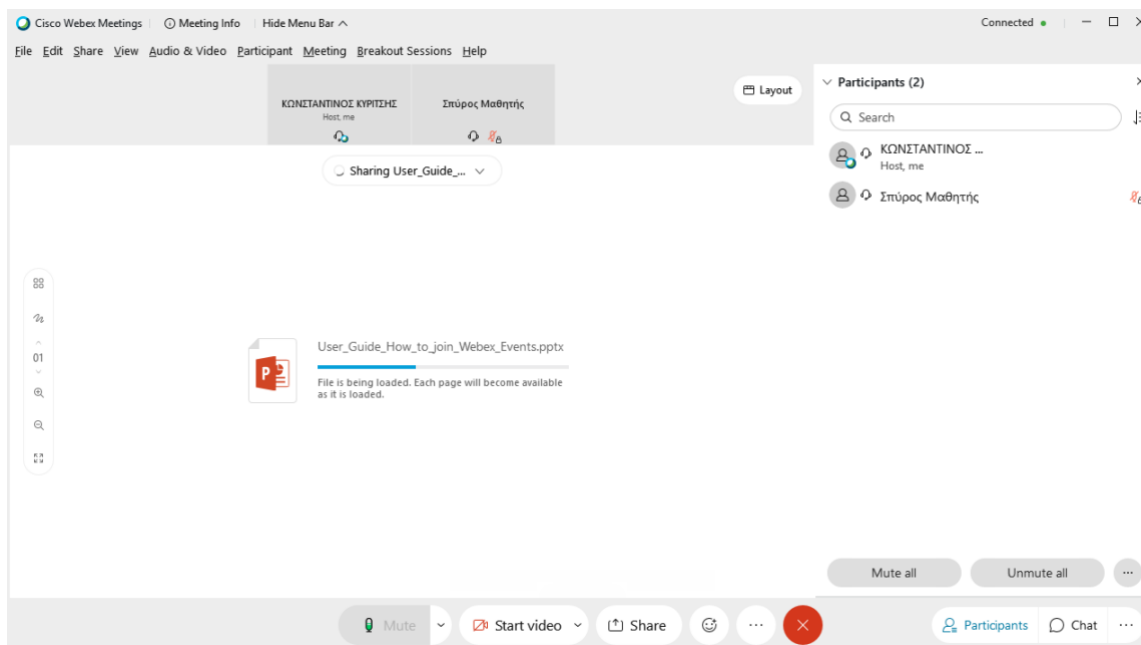 Cisco Webex Meetings Meeting Info Hide Menu Bar Connected
File Edit Share View Audio & Video Participant Meeting Breakout Sessions Help
ΚΩΝΣΤΑΝΤΙΝΟΣ ΚΥΡΙΤΣΗΣ
Host, me
Σπύρος Μαθητής
Layout
Sharing User_Guide_...
01
P
User_Guide_How_to_join_Webex_Events.pptx
File is being loaded. Each page will become available
as it is loaded.
Participants (2)
Search
ΚΩΝΣΤΑΝΤΙΝΟΣ ...
Host, me
Σπύρος Μαθητής
Mute all Unmute all ...
Mute Start video Share ... Participants Chat ...